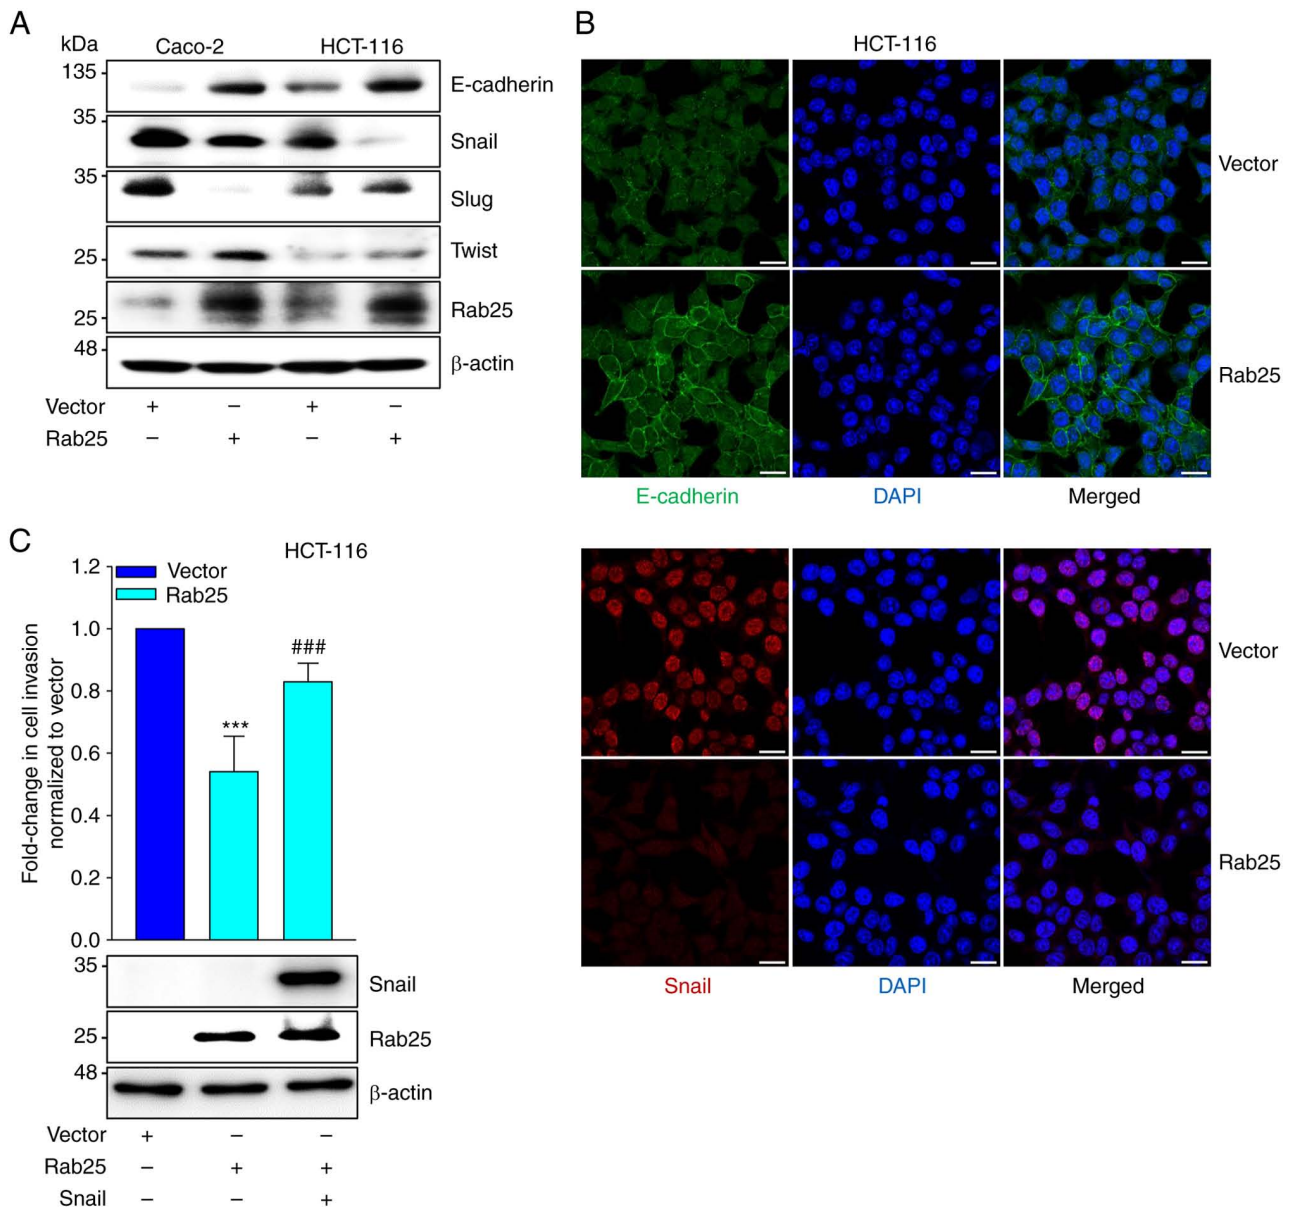 A
kDa
Caco-2 HCT-116
135 E-cadherin
35 Snail
35 Slug
25 Twist
25 Rab25
48 β-actin
Vector + – + –
Rab25 – + – +
B
HCT-116
Vector
Rab25
E-cadherin DAPI Merged
Vector
Rab25
Snail DAPI Merged
C
HCT-116
Fold-change in cell invasion
normalized to vector
1.2
1.0
0.8
0.6
0.4
0.2
0.0
Vector
Rab25
***
###
35 Snail
25 Rab25
48 β-actin
Vector + – –
Rab25 – + +
Snail – – +